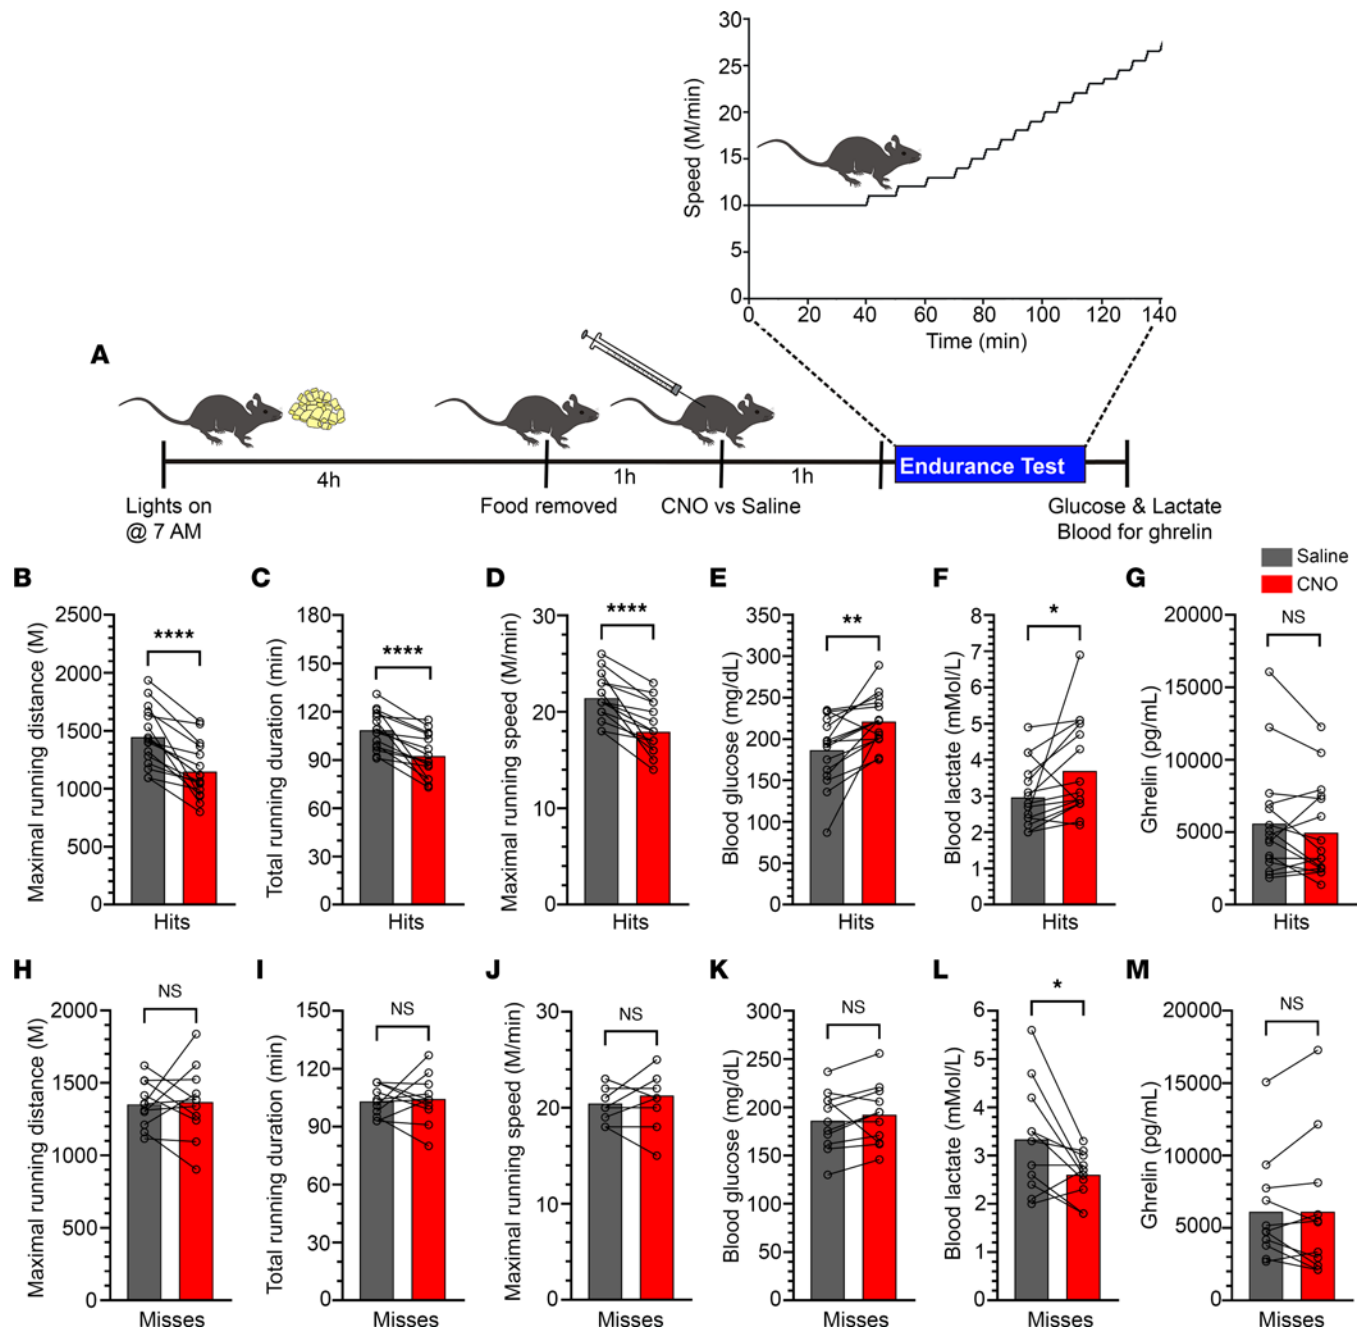 30
25
20
15
10
5
0
Speed (M/min)
0 20 40 60 80 100 120 140
Time (min)
A
4h
1h
1h
Endurance Test
Lights on
@ 7 AM
Food removed
CNO vs Saline
Glucose & Lactate
Blood for ghrelin
Saline
CNO
B
Maximal running distance (M)
2500
2000
1500
1000
500
0
****
Hits
C
Total running duration (min)
180
150
120
90
60
30
0
****
Hits
D
Maximal running speed (M/min)
30
20
10
0
****
Hits
E
Blood glucose (mg/dL)
350
300
250
200
150
100
50
0
**
Hits
F
Blood lactate (mMol/L)
8
7
6
5
4
3
2
1
0
*
Hits
G
Ghrelin (pg/mL)
20000
15000
10000
5000
0
NS
Hits
H
Maximal running distance (M)
2000
1500
1000
500
0
NS
Misses
I
Total running duration (min)
150
120
90
60
30
0
NS
Misses
J
Maximal running speed (M/min)
30
20
10
0
NS
Misses
K
Blood glucose (mg/dL)
300
250
200
150
100
50
0
NS
Misses
L
Blood lactate (mMol/L)
6
5
4
3
2
1
0
*
Misses
M
Ghrelin (pg/mL)
20000
15000
10000
5000
0
NS
Misses